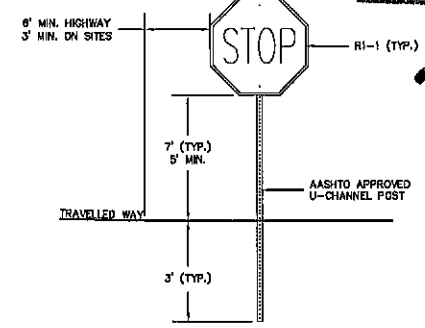 6' MIN. HIGHWAY
3' MIN. ON SITES
STOP
R1-1 (TYP.)
7' (TYP.)
5' MIN.
AASHTO APPROVED
U-CHANNEL POST
TRAVELLED WAY
3' (TYP.)